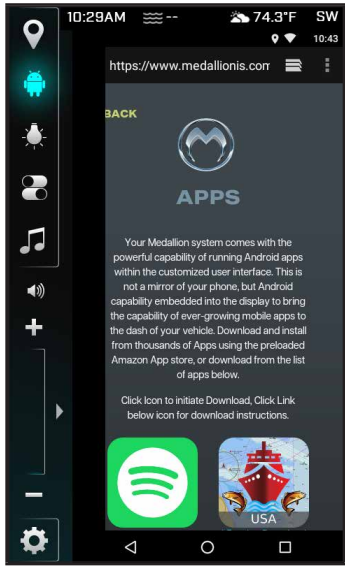 10:29AM -- 74.3°F SW
10:43
https://www.medallionis.com
BACK
APPS
Your Medallion system comes with the
powerful capability of running Android apps
within the customized user interface. This is
not a mirror of your phone, but Android
capability embedded into the display to bring
the capability of ever-growing mobile apps to
the dash of your vehicle. Download and install
from thousands of Apps using the preloaded
Amazon App store, or download from the list
of apps below.
Click Icon to initiate Download, Click Link
below icon for download instructions.
USA